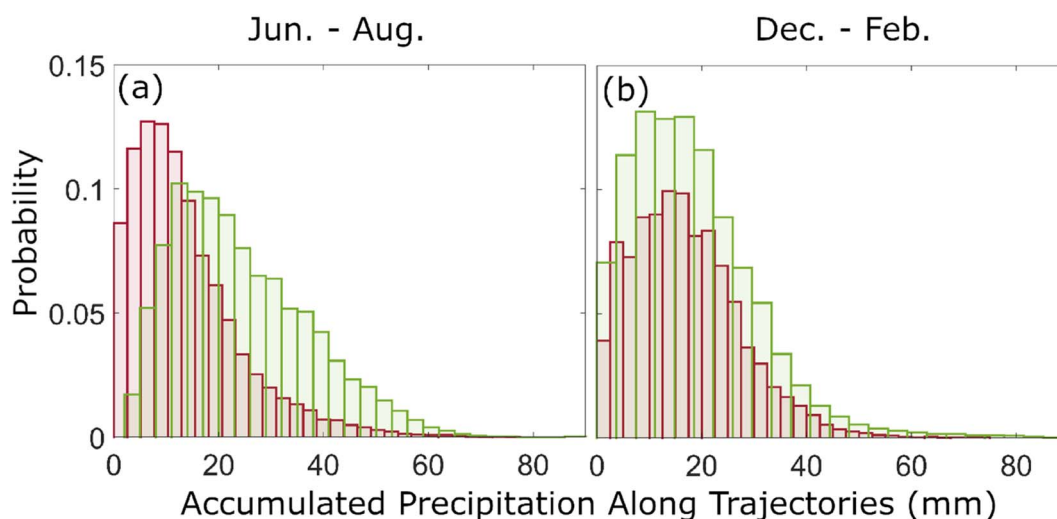 Jun. - Aug.
Dec. - Feb.
0.15
(a)
(b)
0.1
Probability
0.05
0
0
20
40
60
80
0
20
40
60
80
Accumulated Precipitation Along Trajectories (mm)